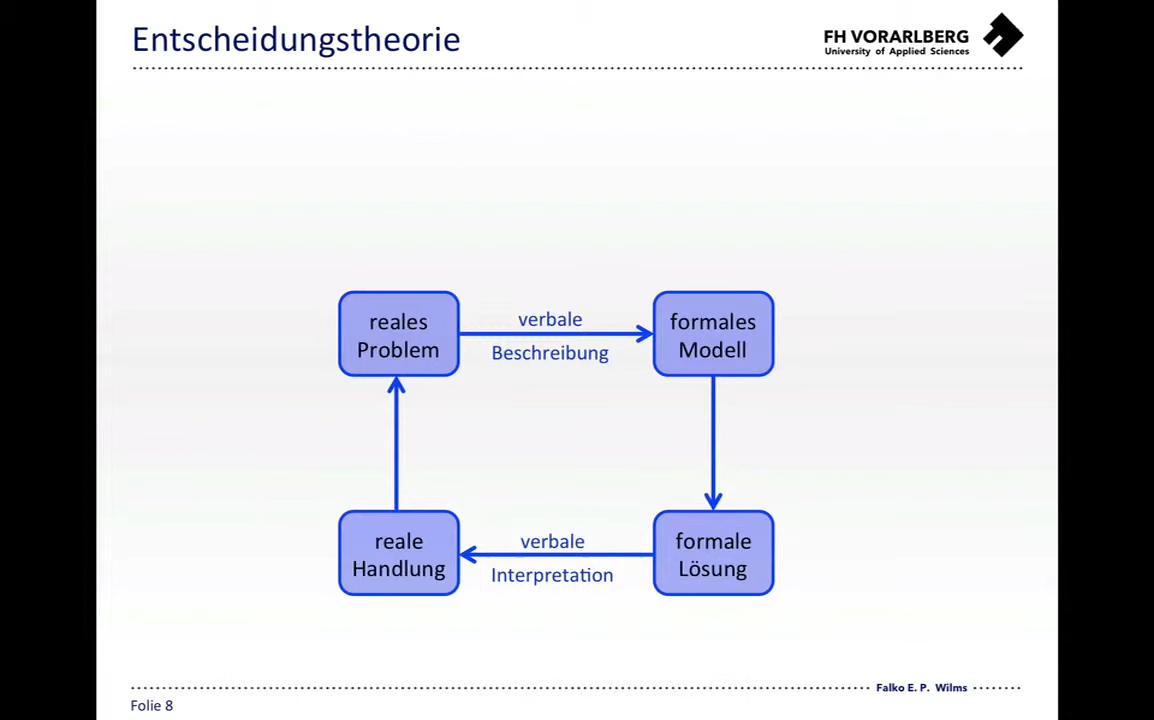 Entscheidungstheorie
FH VORARLBERG
University of Applied Sciences
reales
Problem
verbale
Beschreibung
formales
Modell
reale
Handlung
verbale
Interpretation
formale
Lösung
Falko E. P. Wilms
Folie 8